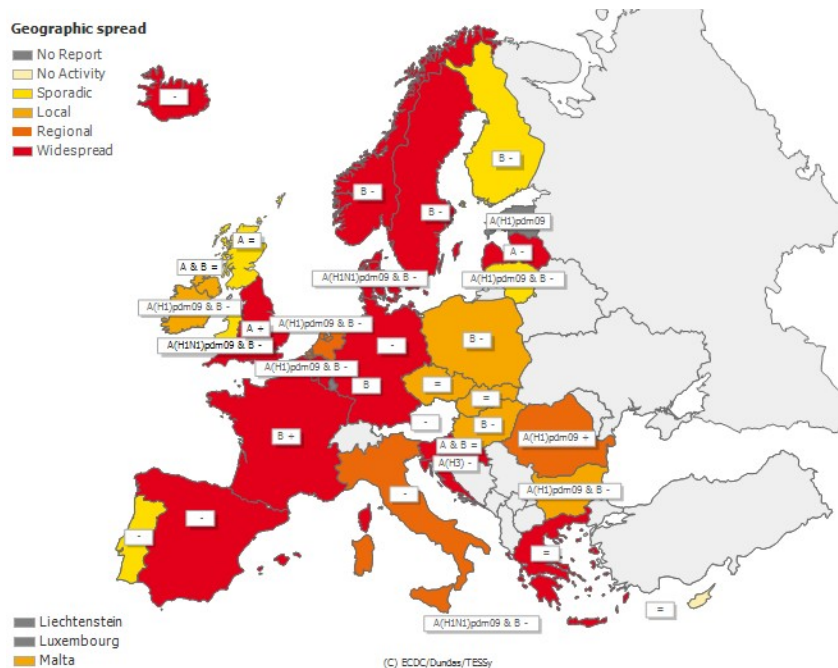 Geographic spread
No Report
No Activity
Sporadic
Local
Regional
Widespread
-
B -
B -
B -
A(H1)pdm09
A =
A -
A & B =
A(H1N1)pdm09 & B -
A(H1)pdm09 & B -
A(H1)pdm09 & B -
A(H1)pdm09 & B -
A +
A(H1N1)pdm09 & B -
-
B -
A(H1)pdm09 & B -
B
=
=
-
B -
B +
A & B =
A(H1)pdm09 +
A(H3) -
-
A(H1)pdm09 & B -
-
-
=
=
A(H1N1)pdm09 & B -
Liechtenstein
Luxembourg
Malta
(C) ECDC/Dundas/TESSy